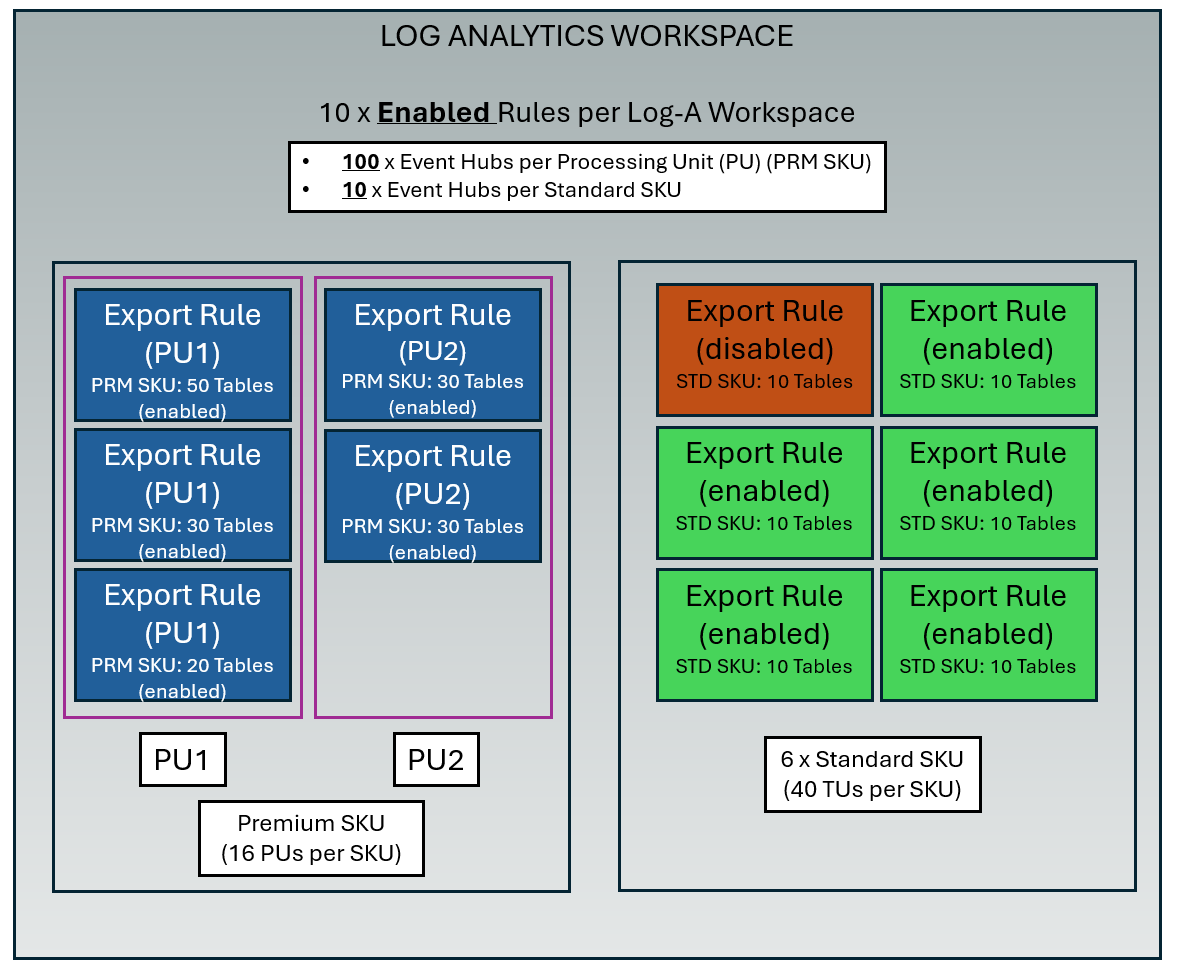 LOG ANALYTICS WORKSPACE
10 x Enabled Rules per Log-A Workspace
• 100 x Event Hubs per Processing Unit (PU) (PRM SKU)
• 10 x Event Hubs per Standard SKU
Export Rule
(PU1)
PRM SKU: 50 Tables
(enabled)
Export Rule
(PU1)
PRM SKU: 30 Tables
(enabled)
Export Rule
(PU1)
PRM SKU: 20 Tables
(enabled)
PU1
Export Rule
(PU2)
PRM SKU: 30 Tables
(enabled)
Export Rule
(PU2)
PRM SKU: 30 Tables
(enabled)
PU2
Premium SKU
(16 PUs per SKU)
Export Rule
(disabled)
STD SKU: 10 Tables
Export Rule
(enabled)
STD SKU: 10 Tables
Export Rule
(enabled)
STD SKU: 10 Tables
Export Rule
(enabled)
STD SKU: 10 Tables
Export Rule
(enabled)
STD SKU: 10 Tables
Export Rule
(enabled)
STD SKU: 10 Tables
6 x Standard SKU
(40 TUs per SKU)